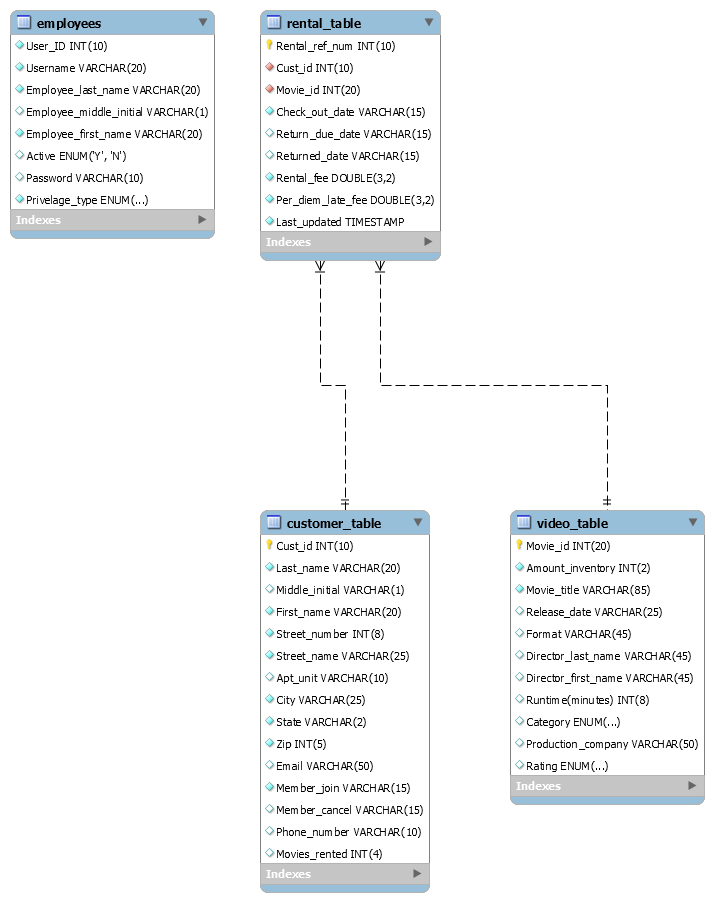 employees
User_ID INT(10)
Username VARCHAR(20)
Employee_last_name VARCHAR(20)
Employee_middle_initial VARCHAR(1)
Employee_first_name VARCHAR(20)
Active ENUM('Y', 'N')
Password VARCHAR(10)
Privelage_type ENUM(...)
Indexes
rental_table
Rental_ref_num INT(10)
Cust_id INT(10)
Movie_id INT(20)
Check_out_date VARCHAR(15)
Return_due_date VARCHAR(15)
Returned_date VARCHAR(15)
Rental_fee DOUBLE(3,2)
Per_diem_late_fee DOUBLE(3,2)
Last_updated TIMESTAMP
Indexes
customer_table
Cust_id INT(10)
Last_name VARCHAR(20)
Middle_initial VARCHAR(1)
First_name VARCHAR(20)
Street_number INT(8)
Street_name VARCHAR(25)
Apt_unit VARCHAR(10)
City VARCHAR(25)
State VARCHAR(2)
Zip INT(5)
Email VARCHAR(50)
Member_join VARCHAR(15)
Member_cancel VARCHAR(15)
Phone_number VARCHAR(10)
Movies_rented INT(4)
Indexes
video_table
Movie_id INT(20)
Amount_inventory INT(2)
Movie_title VARCHAR(85)
Release_date VARCHAR(25)
Format VARCHAR(45)
Director_last_name VARCHAR(45)
Director_first_name VARCHAR(45)
Runtime(minutes) INT(8)
Category ENUM(...)
Production_company VARCHAR(50)
Rating ENUM(...)
Indexes